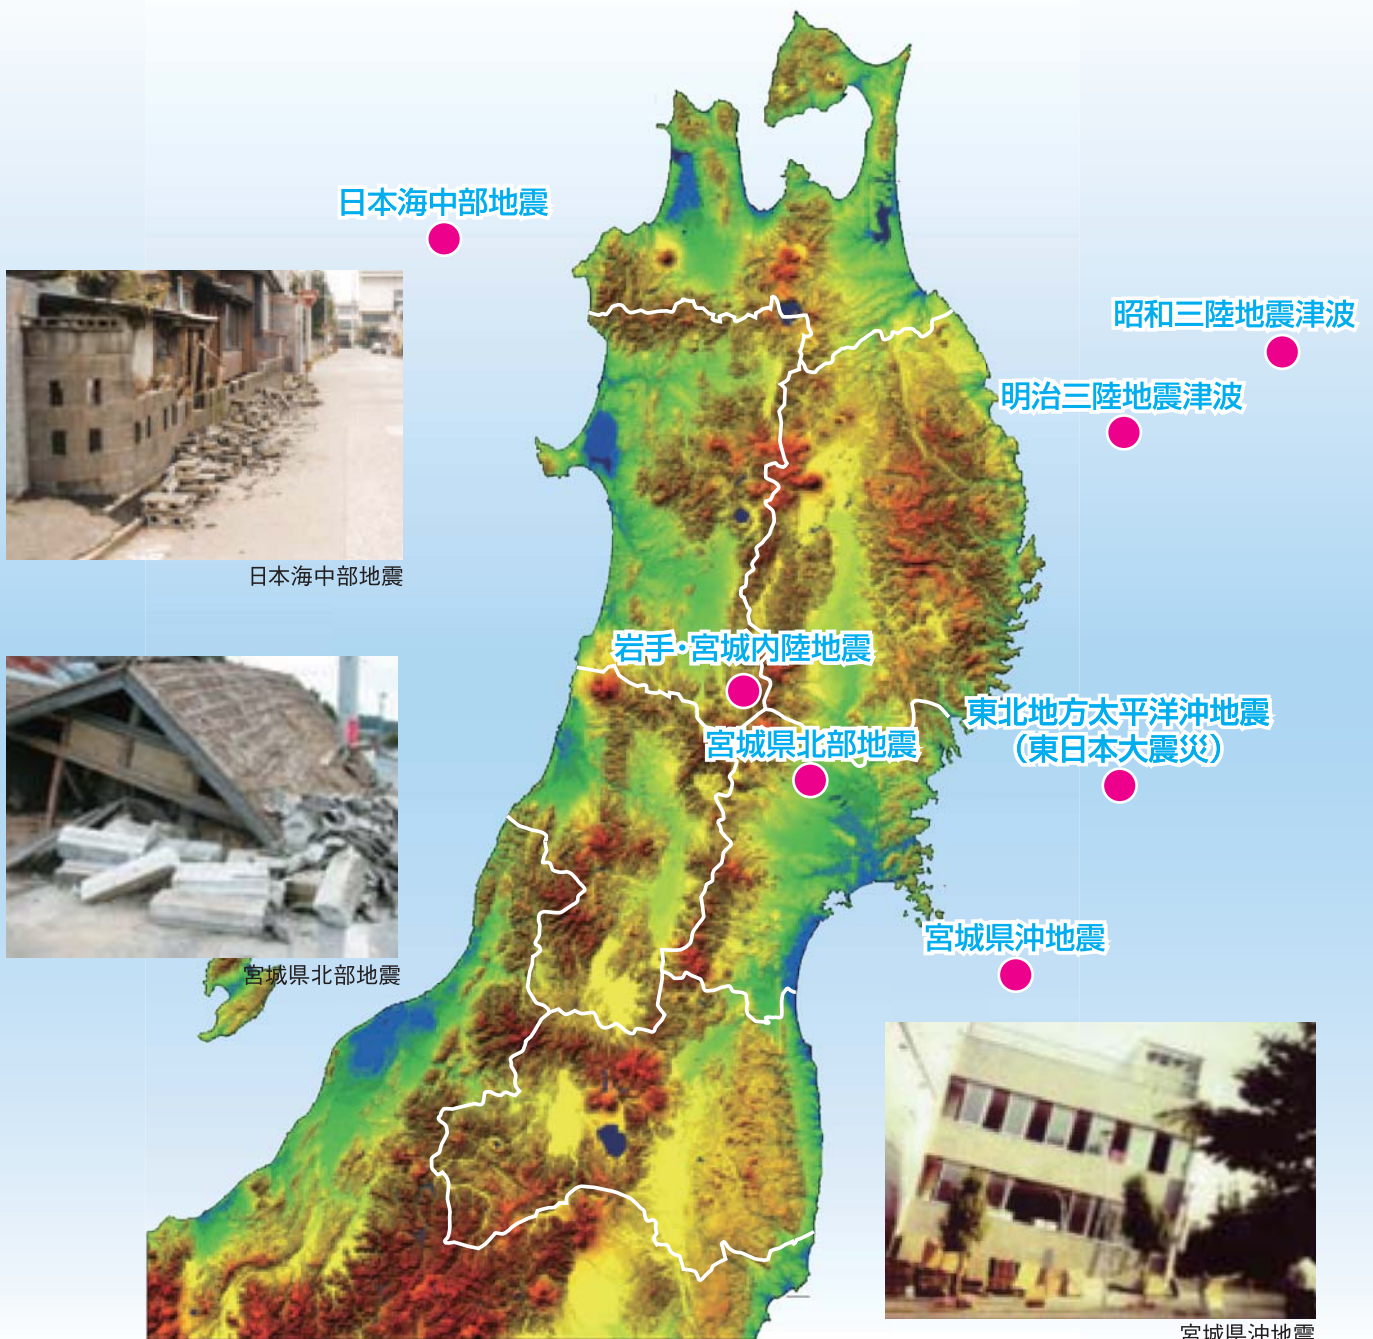 日本海中部地震
昭和三陸地震津波
明治三陸地震津波
日本海中部地震
岩手・宮城内陸地震
東北地方太平洋沖地震
（東日本大震災）
宮城県北部地震
宮城県沖地震
宮城県北部地震
宮城県沖地震